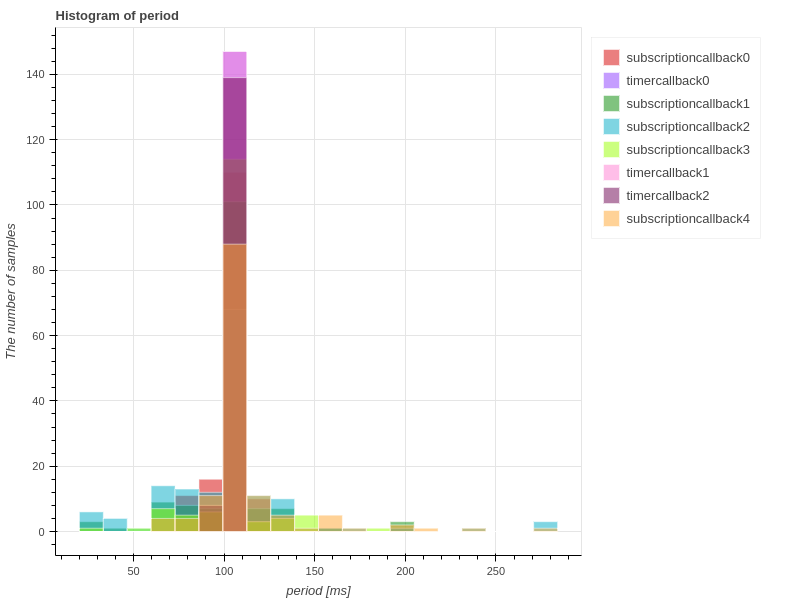 Histogram of period
The number of samples
140
120
100
80
60
40
20
0
50
100
150
200
250
period [ms]
subscriptioncallback0
timercallback0
subscriptioncallback1
subscriptioncallback2
subscriptioncallback3
timercallback1
timercallback2
subscriptioncallback4